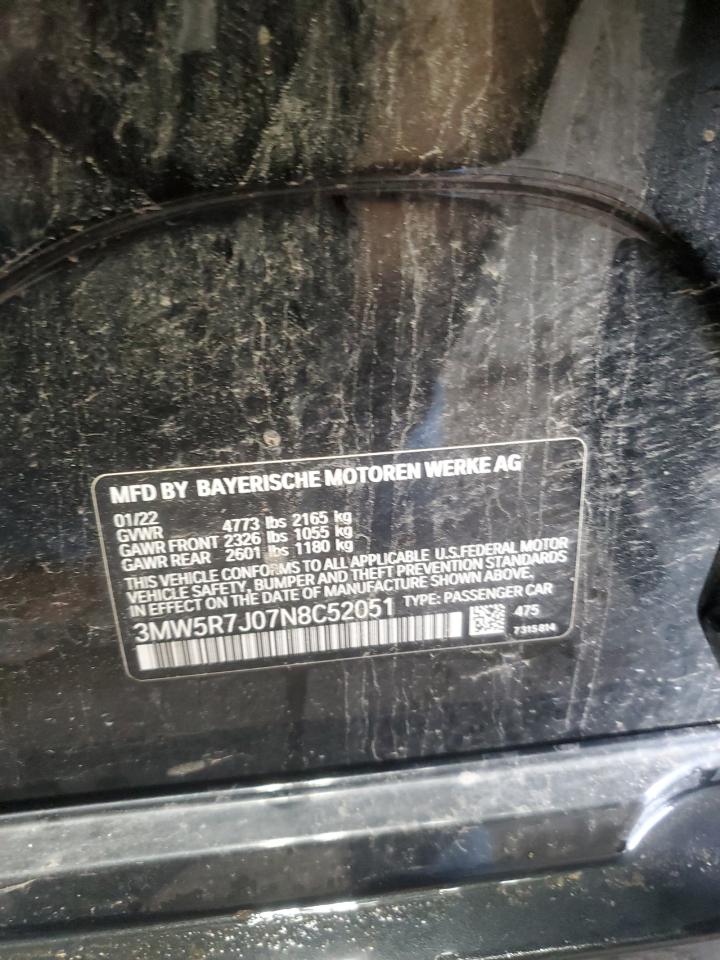 MFD BY BAYERISCHE MOTOREN WERKE AG
01/22
GVWR 4773 lbs 2165 kg
GAWR FRONT 2326 lbs 1055 kg
GAWR REAR 2601 lbs 1180 kg
THIS VEHICLE CONFORMS TO ALL APPLICABLE U.S.FEDERAL MOTOR
VEHICLE SAFETY, BUMPER AND THEFT PREVENTION STANDARDS
IN EFFECT ON THE DATE OF MANUFACTURE SHOWN ABOVE.
3MW5R7J07N8C52051 TYPE: PASSENGER CAR
475
7315814